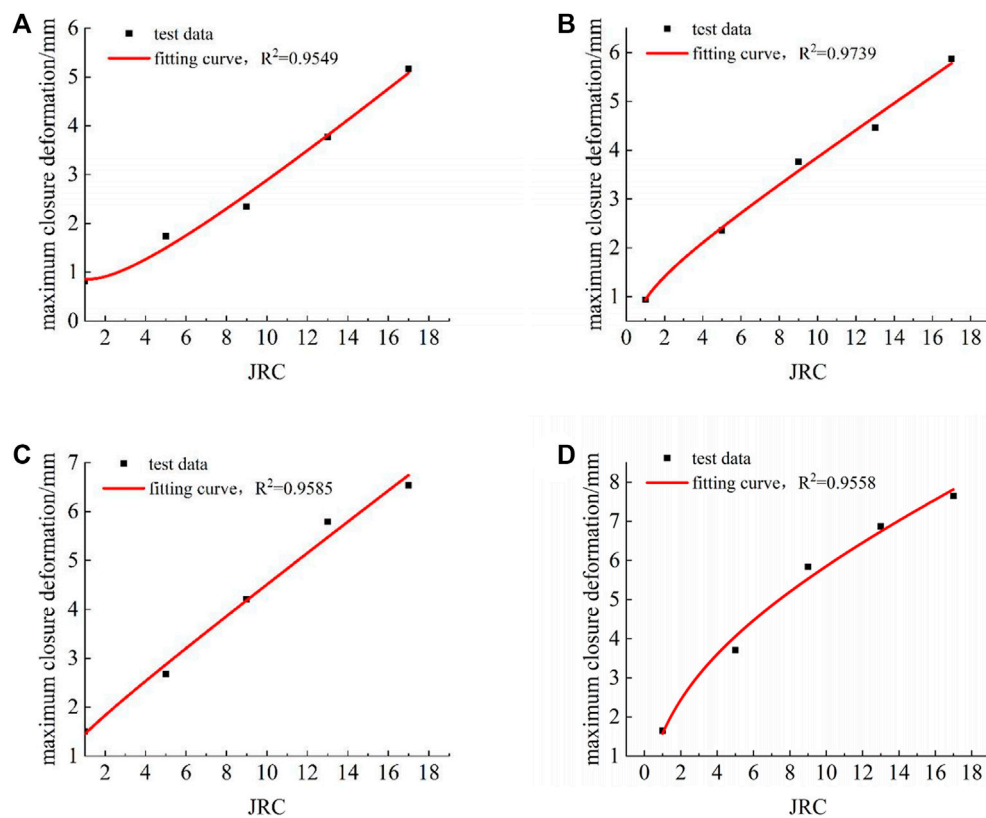 A
test data
fitting curve，R²=0.9549
maximum closure deformation/mm
6
5
4
3
2
1
0
2 4 6 8 10 12 14 16 18
JRC
B
test data
fitting curve，R²=0.9739
maximum closure deformation/mm
6
5
4
3
2
1
0 2 4 6 8 10 12 14 16 18
JRC
C
test data
fitting curve，R²=0.9585
maximum closure deformation/mm
7
6
5
4
3
2
1
2 4 6 8 10 12 14 16 18
JRC
D
test data
fitting curve，R²=0.9558
maximum closure deformation/mm
8
7
6
5
4
3
2
1
0 2 4 6 8 10 12 14 16 18
JRC